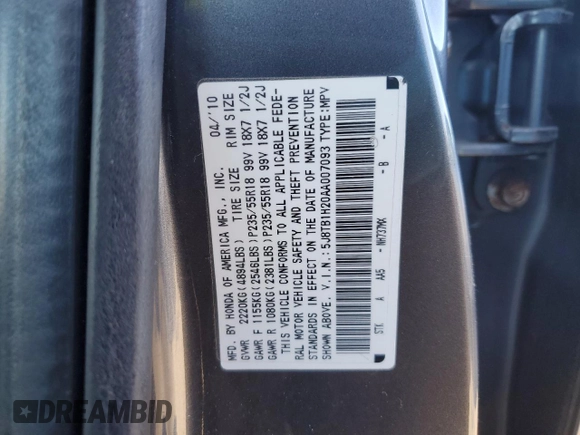 MFD. BY HONDA OF AMERICA MFG., INC. 04/'10
GVWR 2220KG(4894LBS) TIRE SIZE RIM SIZE
GAWR F 1155KG(2546LBS)P235/55R18 99V 18X7 1/2J
GAWR R 1080KG(2381LBS)P235/55R18 99V 18X7 1/2J
THIS VEHICLE CONFORMS TO ALL APPLICABLE FEDE-
RAL MOTOR VEHICLE SAFETY AND THEFT PREVENTION
STANDARDS IN EFFECT ON THE DATE OF MANUFACTURE
SHOWN ABOVE. V.I.N.: 5J8TB1H20AA007093 TYPE:MPV
STK A AA5 - NH737MX - B - A
DREAMBID